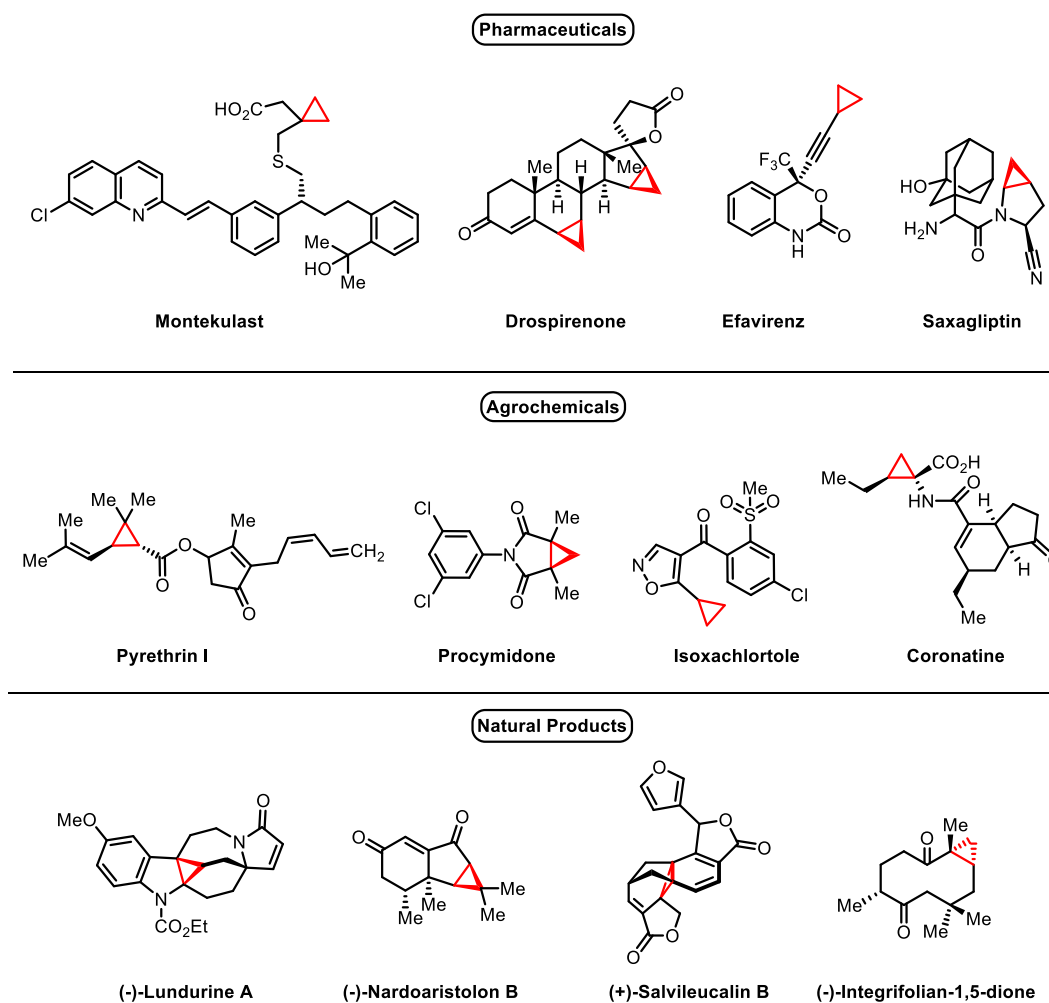 Pharmaceuticals
HO2C
S
Cl
N
Me
HO
Me
Montekulast
O
O
Me
Me
H
H
H
O
Drospirenone
F3C
O
N
H
O
Efavirenz
HO
H2N
N
O
N
Saxagliptin
Agrochemicals
Me
Me
Me
Me
O
O
Me
O
CH2
Pyrethrin I
Cl
Cl
N
O
O
Me
Me
Procymidone
Me
O
S
O
O
N
O
Cl
Isoxachlortole
Me
CO2H
NH
O
H
H
O
Me
Coronatine
Natural Products
MeO
N
CO2Et
N
O
(-)-Lundurine A
O
O
Me
Me
Me
Me
(-)-Nardoaristolon B
O
O
O
O
O
(+)-Salvileucalin B
O
Me
Me
O
Me
Me
(-)-Integrifolian-1,5-dione